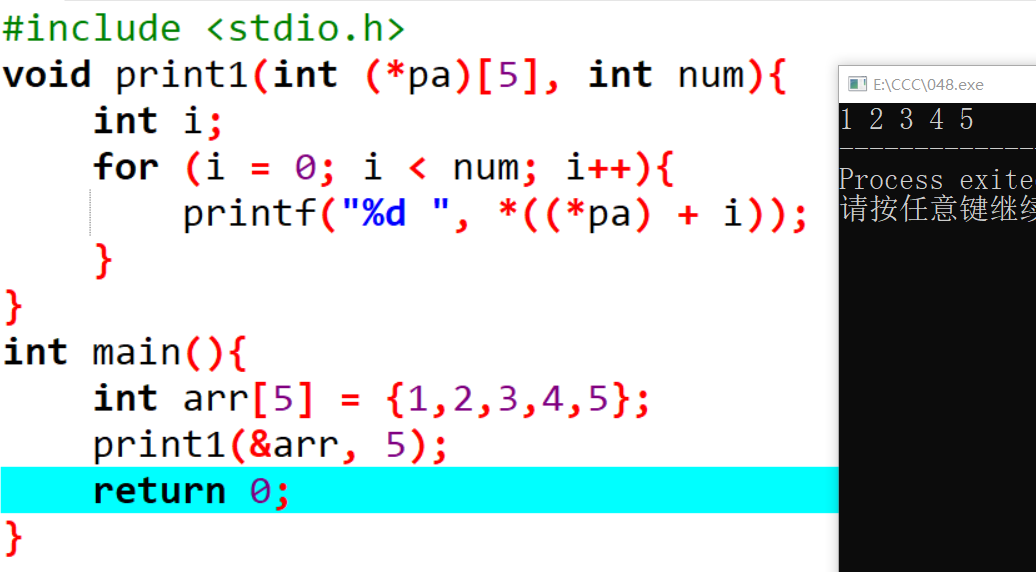 #include <stdio.h>
void print1(int (*pa)[5], int num){
    int i;
    for (i = 0; i < num; i++){
        printf("%d ", *((*pa) + i));
    }
}
int main(){
    int arr[5] = {1,2,3,4,5};
    print1(&arr, 5);
    return 0;
}
E:\CCC\048.exe
1 2 3 4 5
--------------
Process exite
请按任意键继续